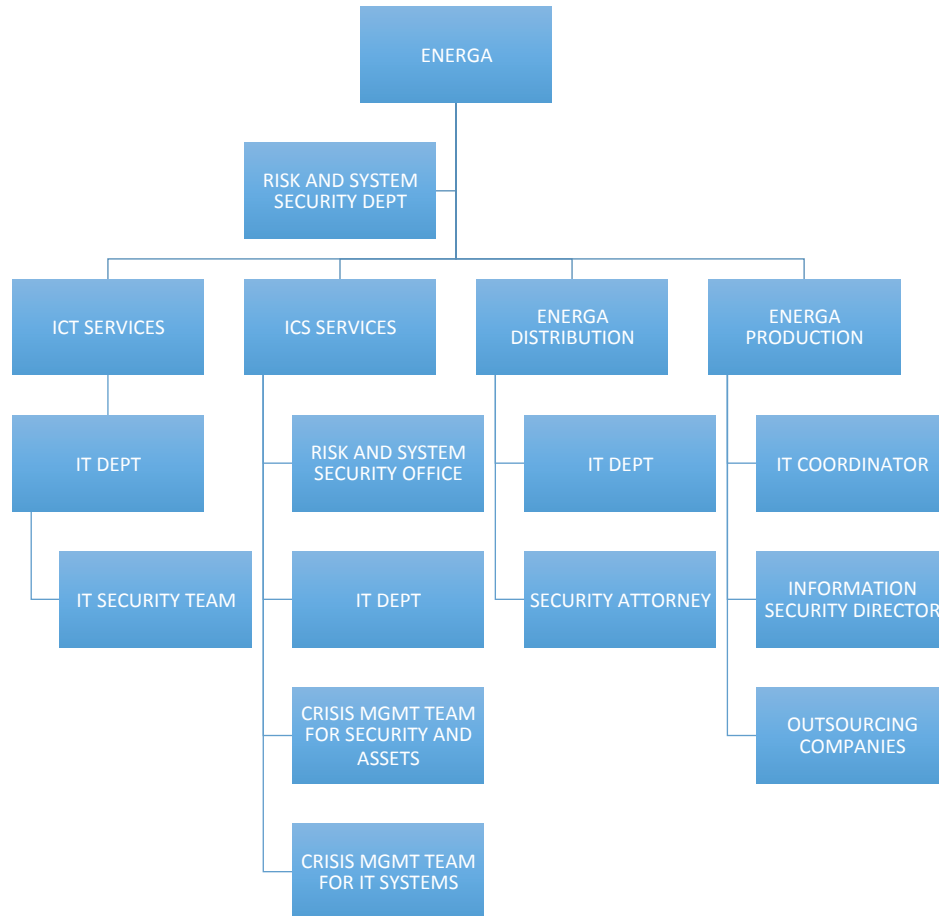 ENERGA
RISK AND SYSTEM
SECURITY DEPT
ICT SERVICES
ICS SERVICES
ENERGA
DISTRIBUTION
ENERGA
PRODUCTION
IT DEPT
RISK AND SYSTEM
SECURITY OFFICE
IT DEPT
IT COORDINATOR
IT SECURITY TEAM
IT DEPT
SECURITY ATTORNEY
INFORMATION
SECURITY DIRECTOR
CRISIS MGMT TEAM
FOR SECURITY AND
ASSETS
OUTSOURCING
COMPANIES
CRISIS MGMT TEAM
FOR IT SYSTEMS